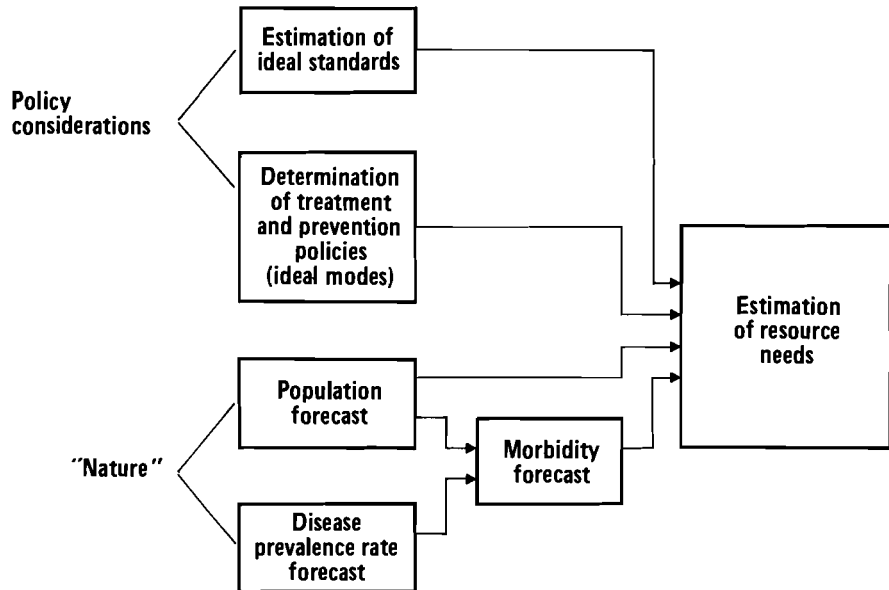 Estimation of
ideal standards
Policy
considerations
Determination
of treatment
and prevention
policies
(ideal modes)
Estimation
of resource
needs
Population
forecast
Morbidity
forecast
"Nature"
Disease
prevalence rate
forecast